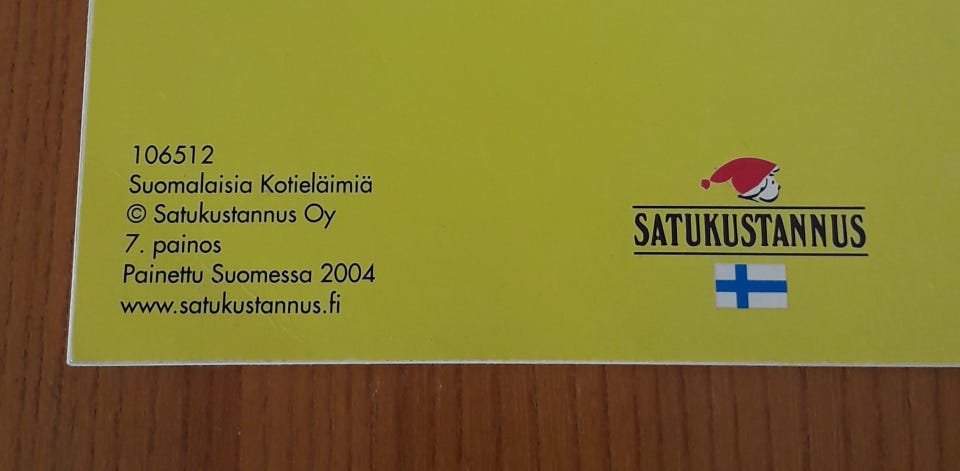 106512
Suomalaisia Kotieläimiä
© Satukustannus Oy
7. painos
Painettu Suomessa 2004
www.satukustannus.fi
SATUKUSTANNUS